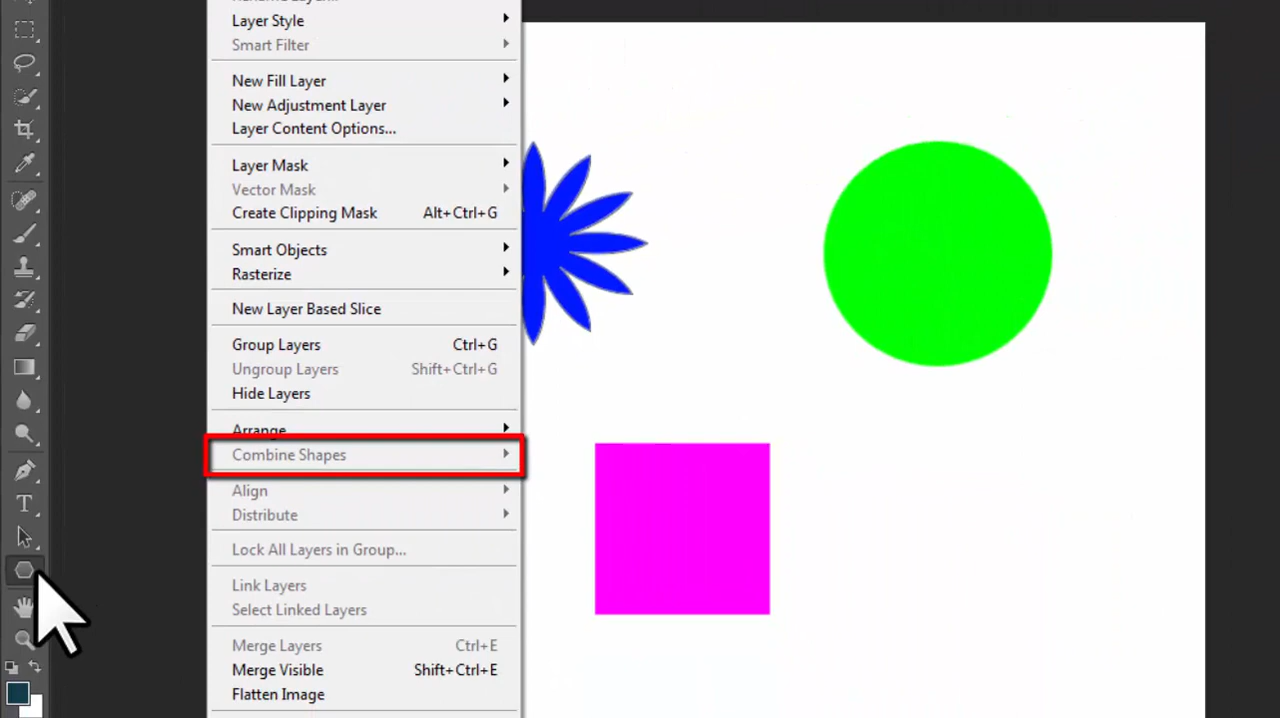 Layer Style
Smart Filter
New Fill Layer
New Adjustment Layer
Layer Content Options...
Layer Mask
Vector Mask
Create Clipping Mask Alt+Ctrl+G
Smart Objects
Rasterize
New Layer Based Slice
Group Layers Ctrl+G
Ungroup Layers Shift+Ctrl+G
Hide Layers
Arrange
Combine Shapes
Align
Distribute
Lock All Layers in Group...
Link Layers
Select Linked Layers
Merge Layers Ctrl+E
Merge Visible Shift+Ctrl+E
Flatten Image